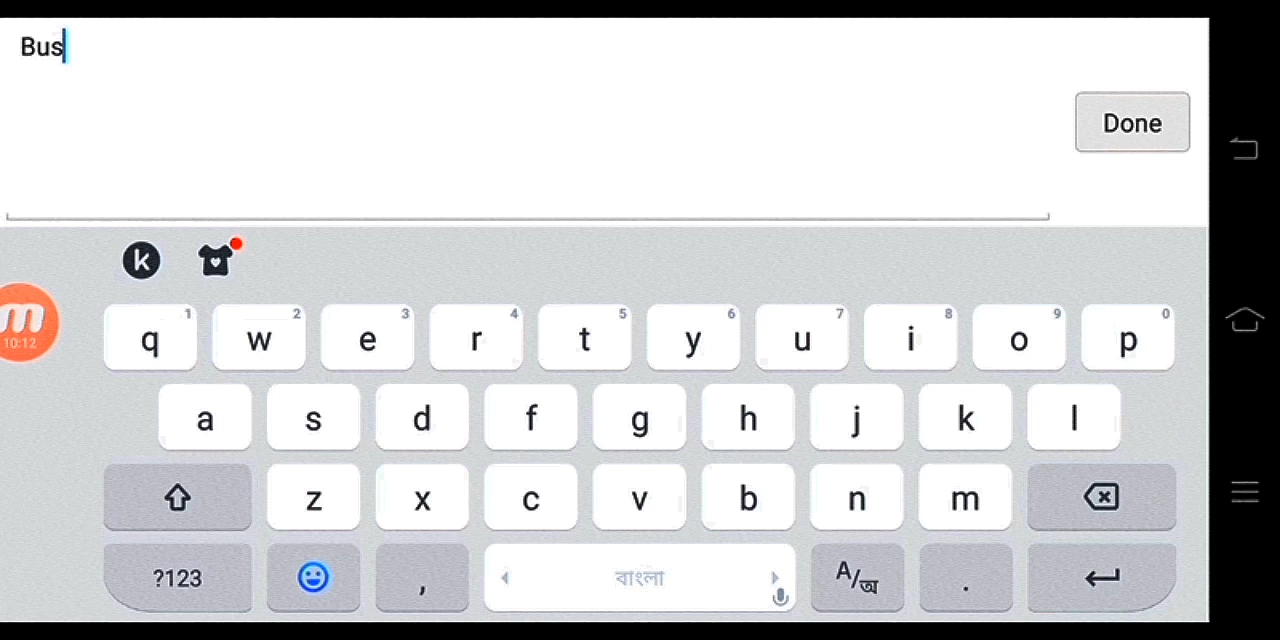 Bus
Done
k
m
10:12
q 1 w 2 e 3 r 4 t 5 y 6 u 7 i 8 o 9 p 0
a s d f g h j k l
z x c v b n m
?123 , বাংলা A/অ .